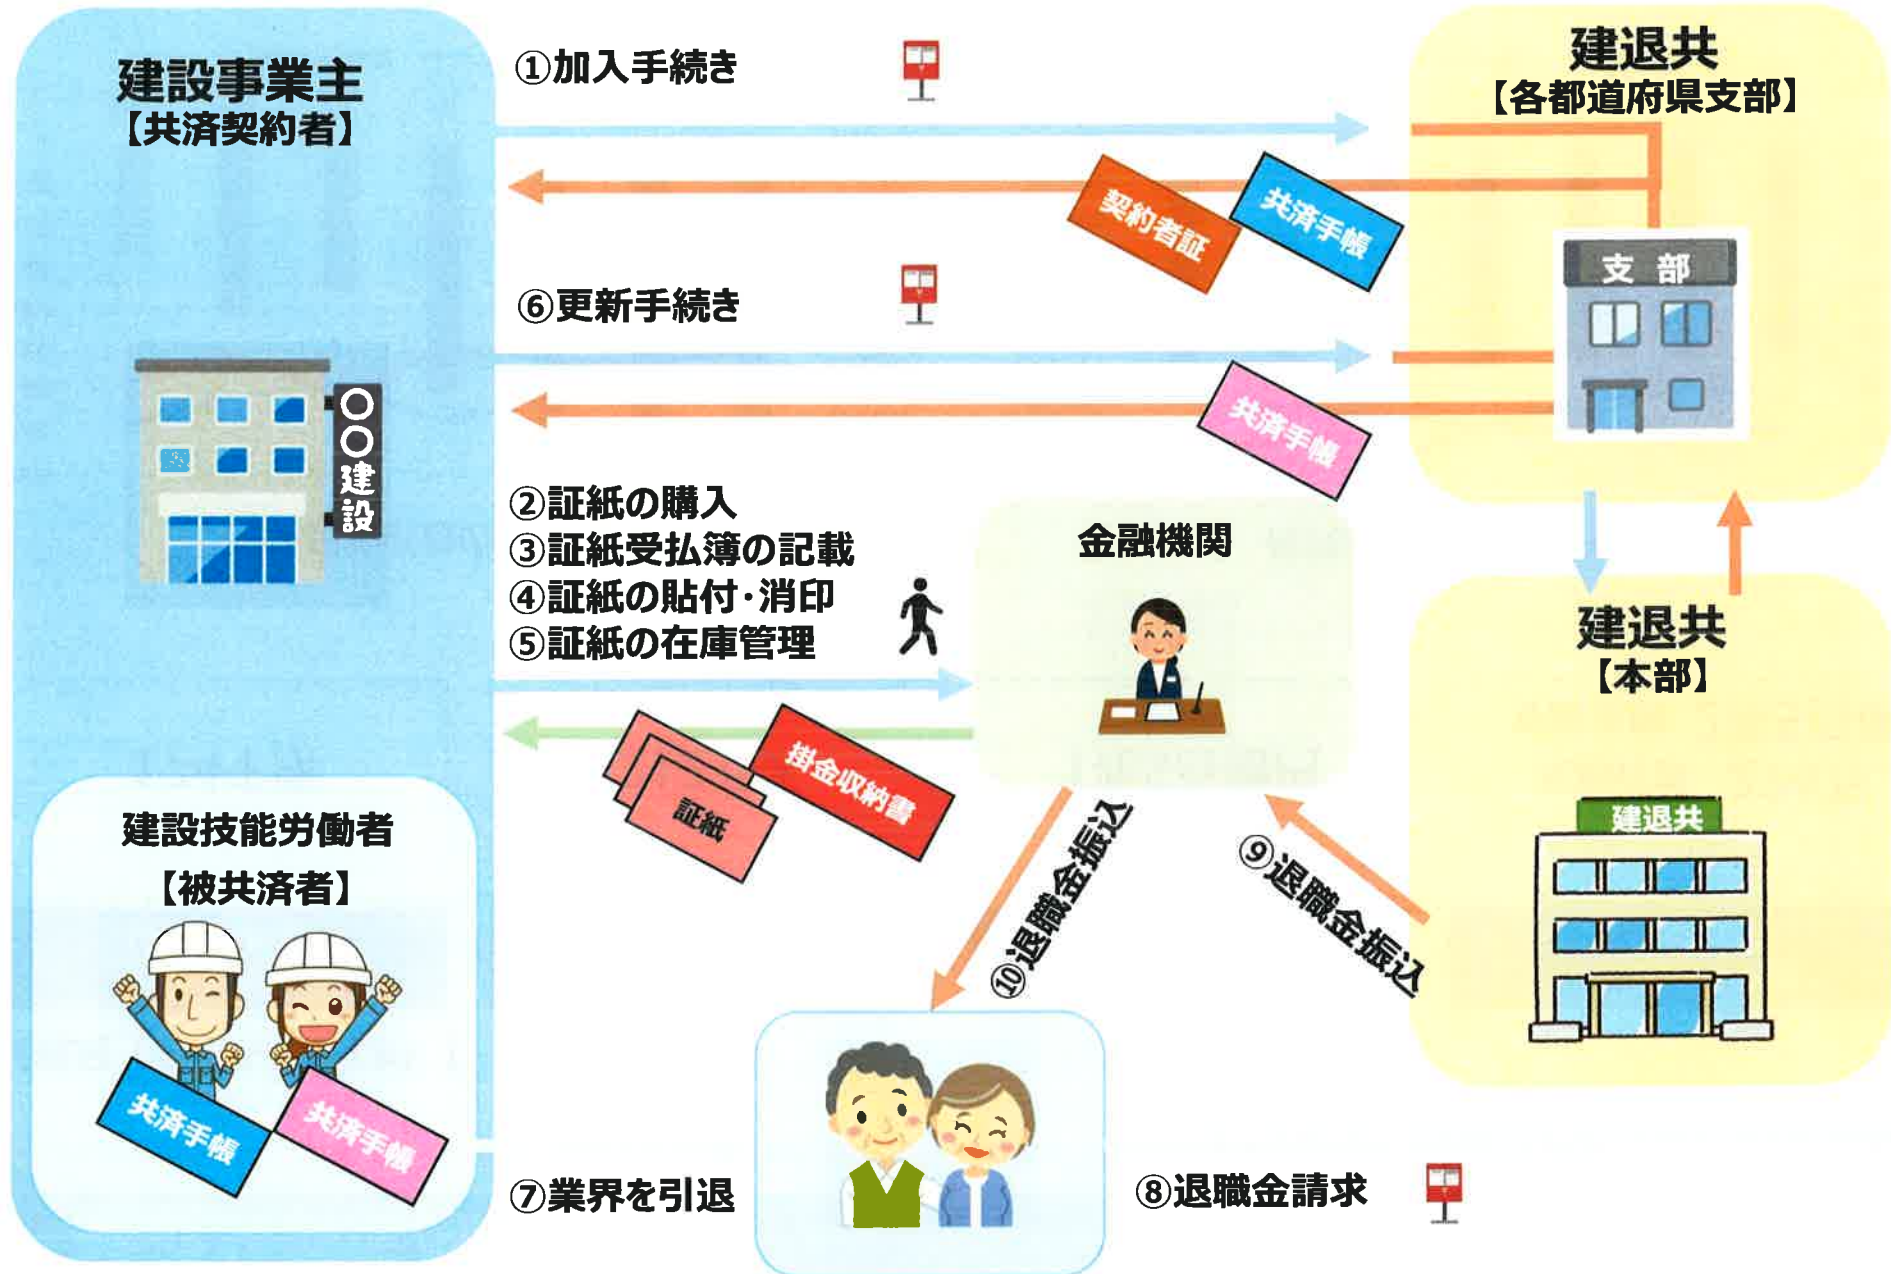 建設事業主
【共済契約者】
①加入手続き
建退共
【各都道府県支部】
契約者証
共済手帳
支部
⑥更新手続き
共済手帳
〇〇建設
②証紙の購入
③証紙受払簿の記載
④証紙の貼付・消印
⑤証紙の在庫管理
金融機関
建退共
【本部】
掛金収納書
証紙
建退共
建設技能労働者
【被共済者】
⑩退職金振込
⑨退職金振込
共済手帳
共済手帳
⑦業界を引退
⑧退職金請求